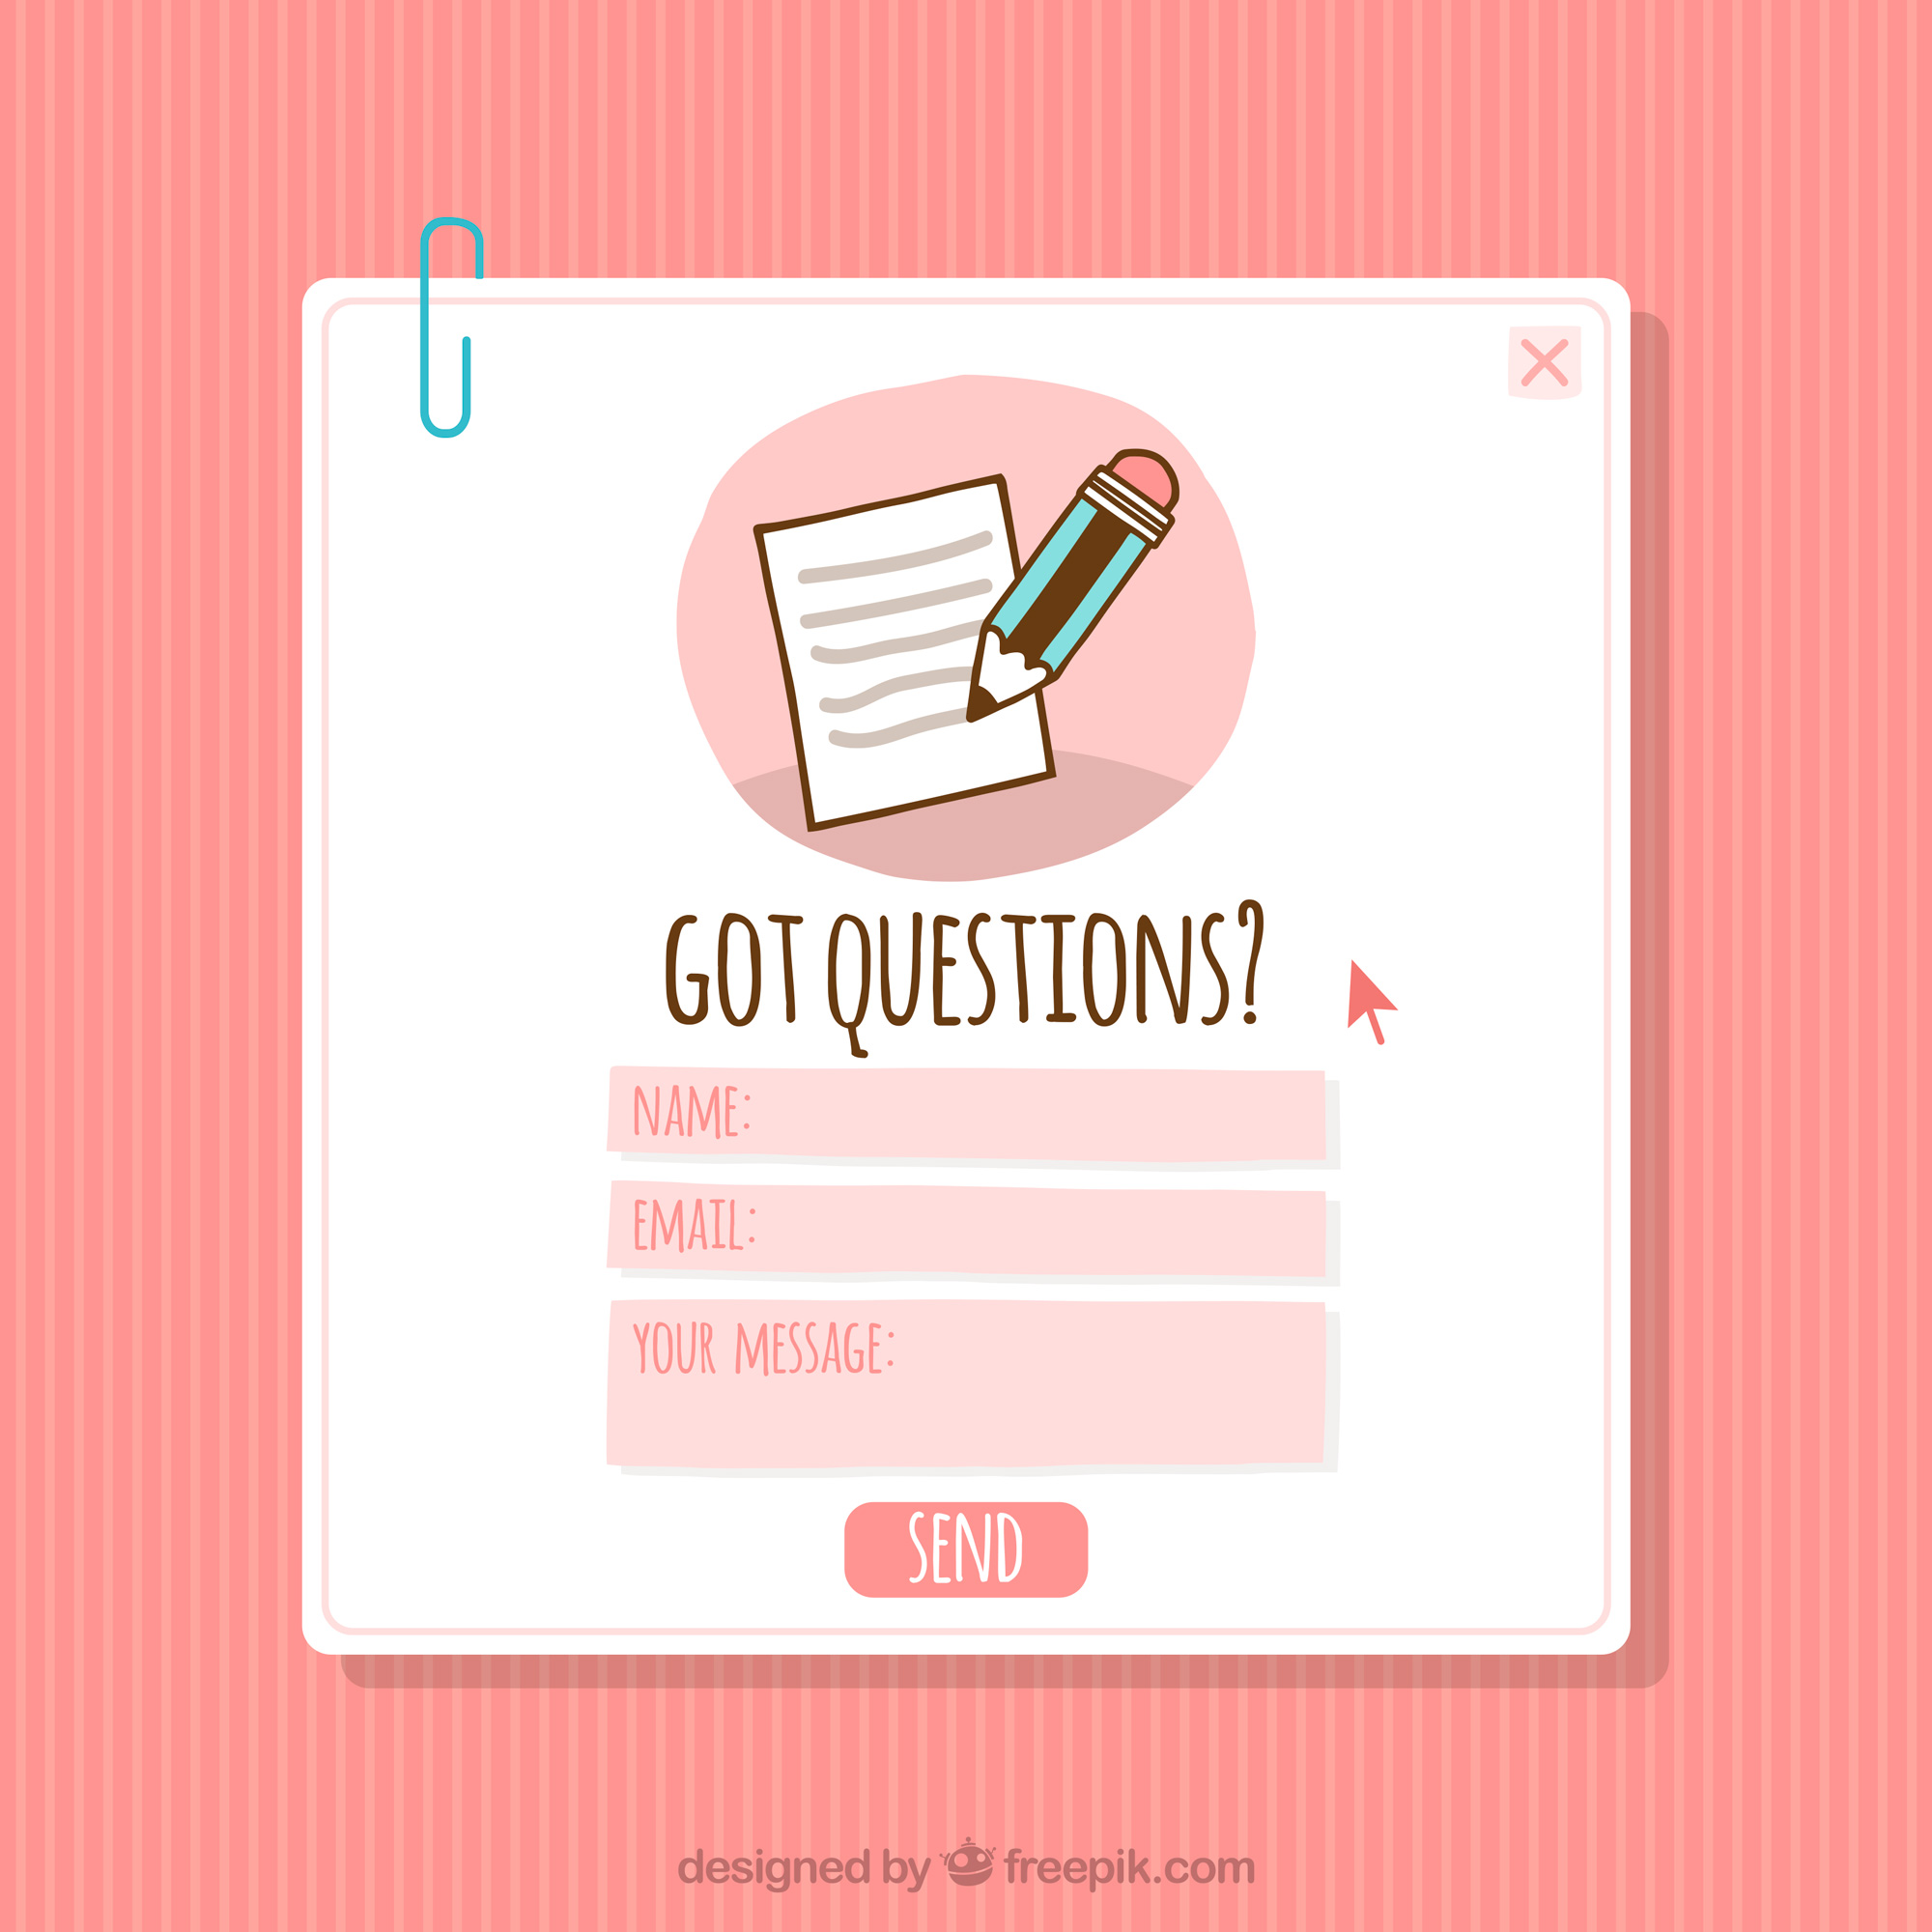 GOT QUESTIONS?
NAME:
EMAIL:
YOUR MESSAGE:
SEND
designed by freepik.com